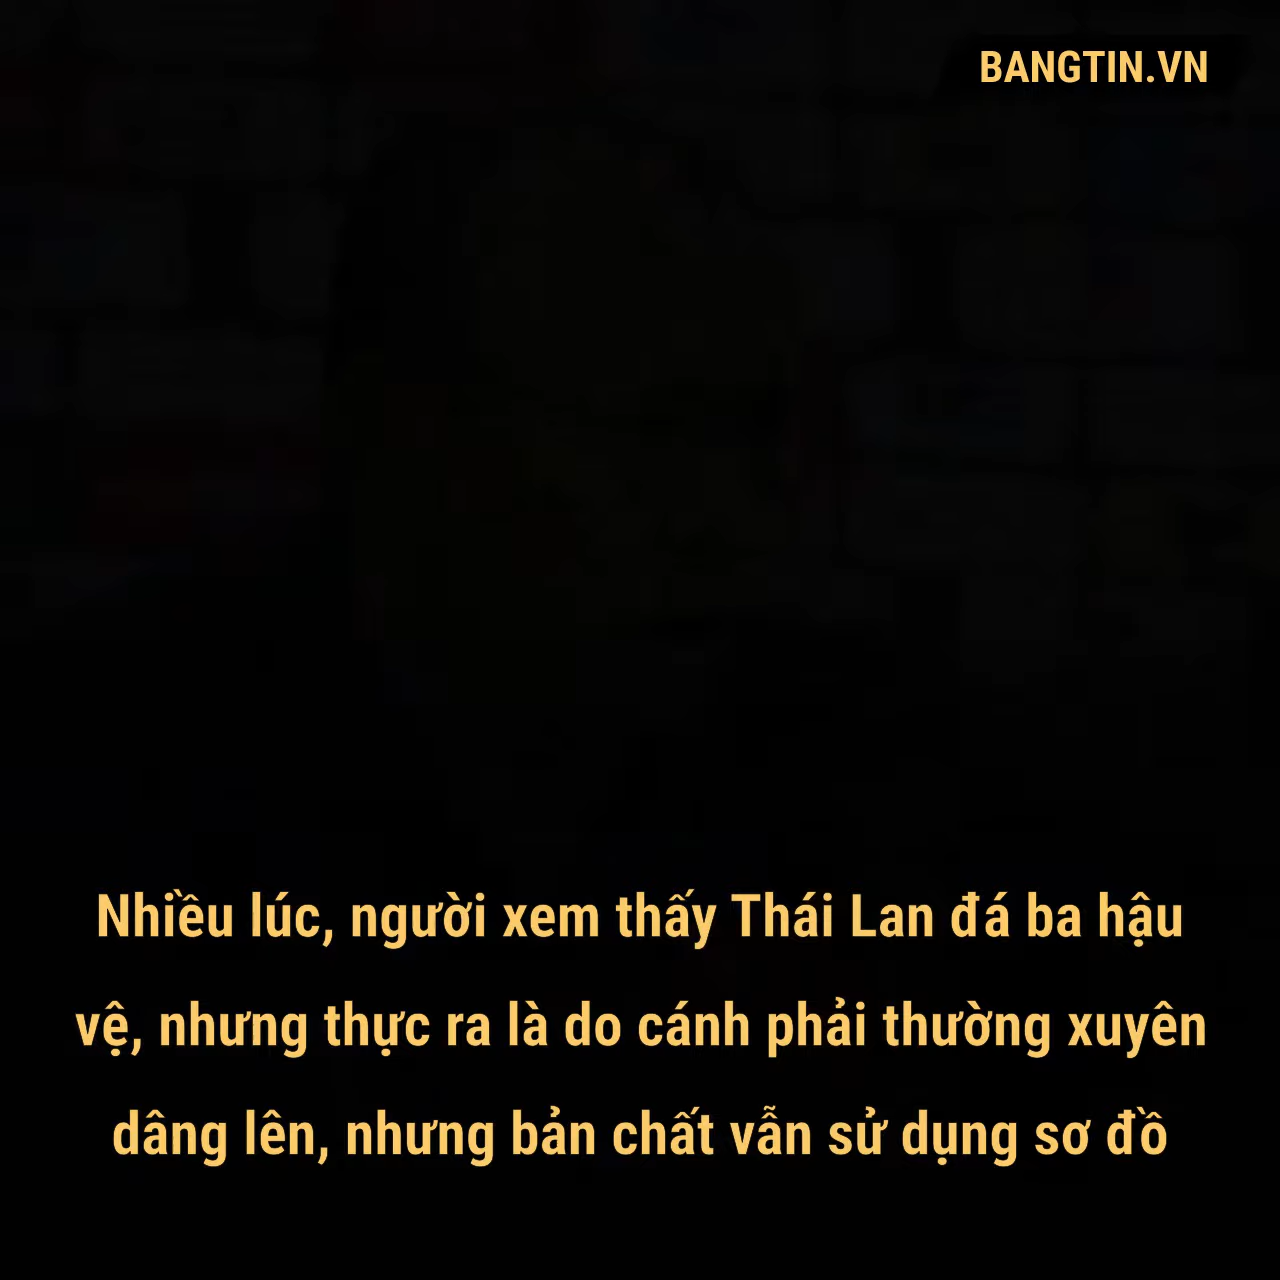 BANGTIN.VN
Nhiều lúc, người xem thấy Thái Lan đá ba hậu
vệ, nhưng thực ra là do cánh phải thường xuyên
dâng lên, nhưng bản chất vẫn sử dụng sơ đồ